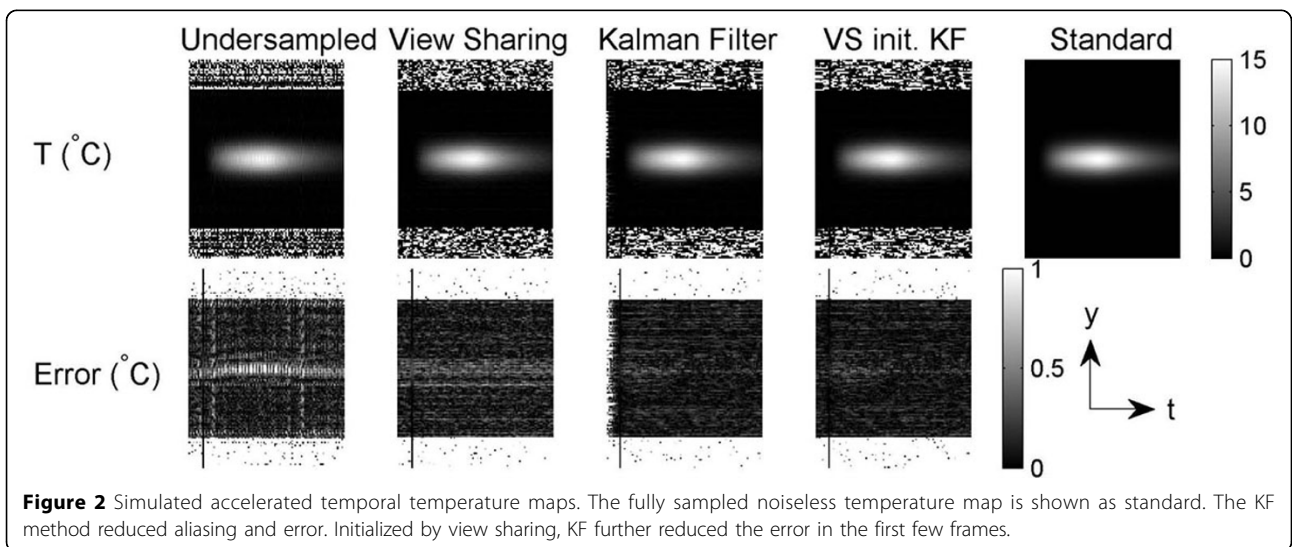 Undersampled View Sharing Kalman Filter VS init. KF Standard
T (°C)
15
10
5
0
Error (°C)
1
0.5
0
y
t
Figure 2 Simulated accelerated temporal temperature maps. The fully sampled noiseless temperature map is shown as standard. The KF
method reduced aliasing and error. Initialized by view sharing, KF further reduced the error in the first few frames.